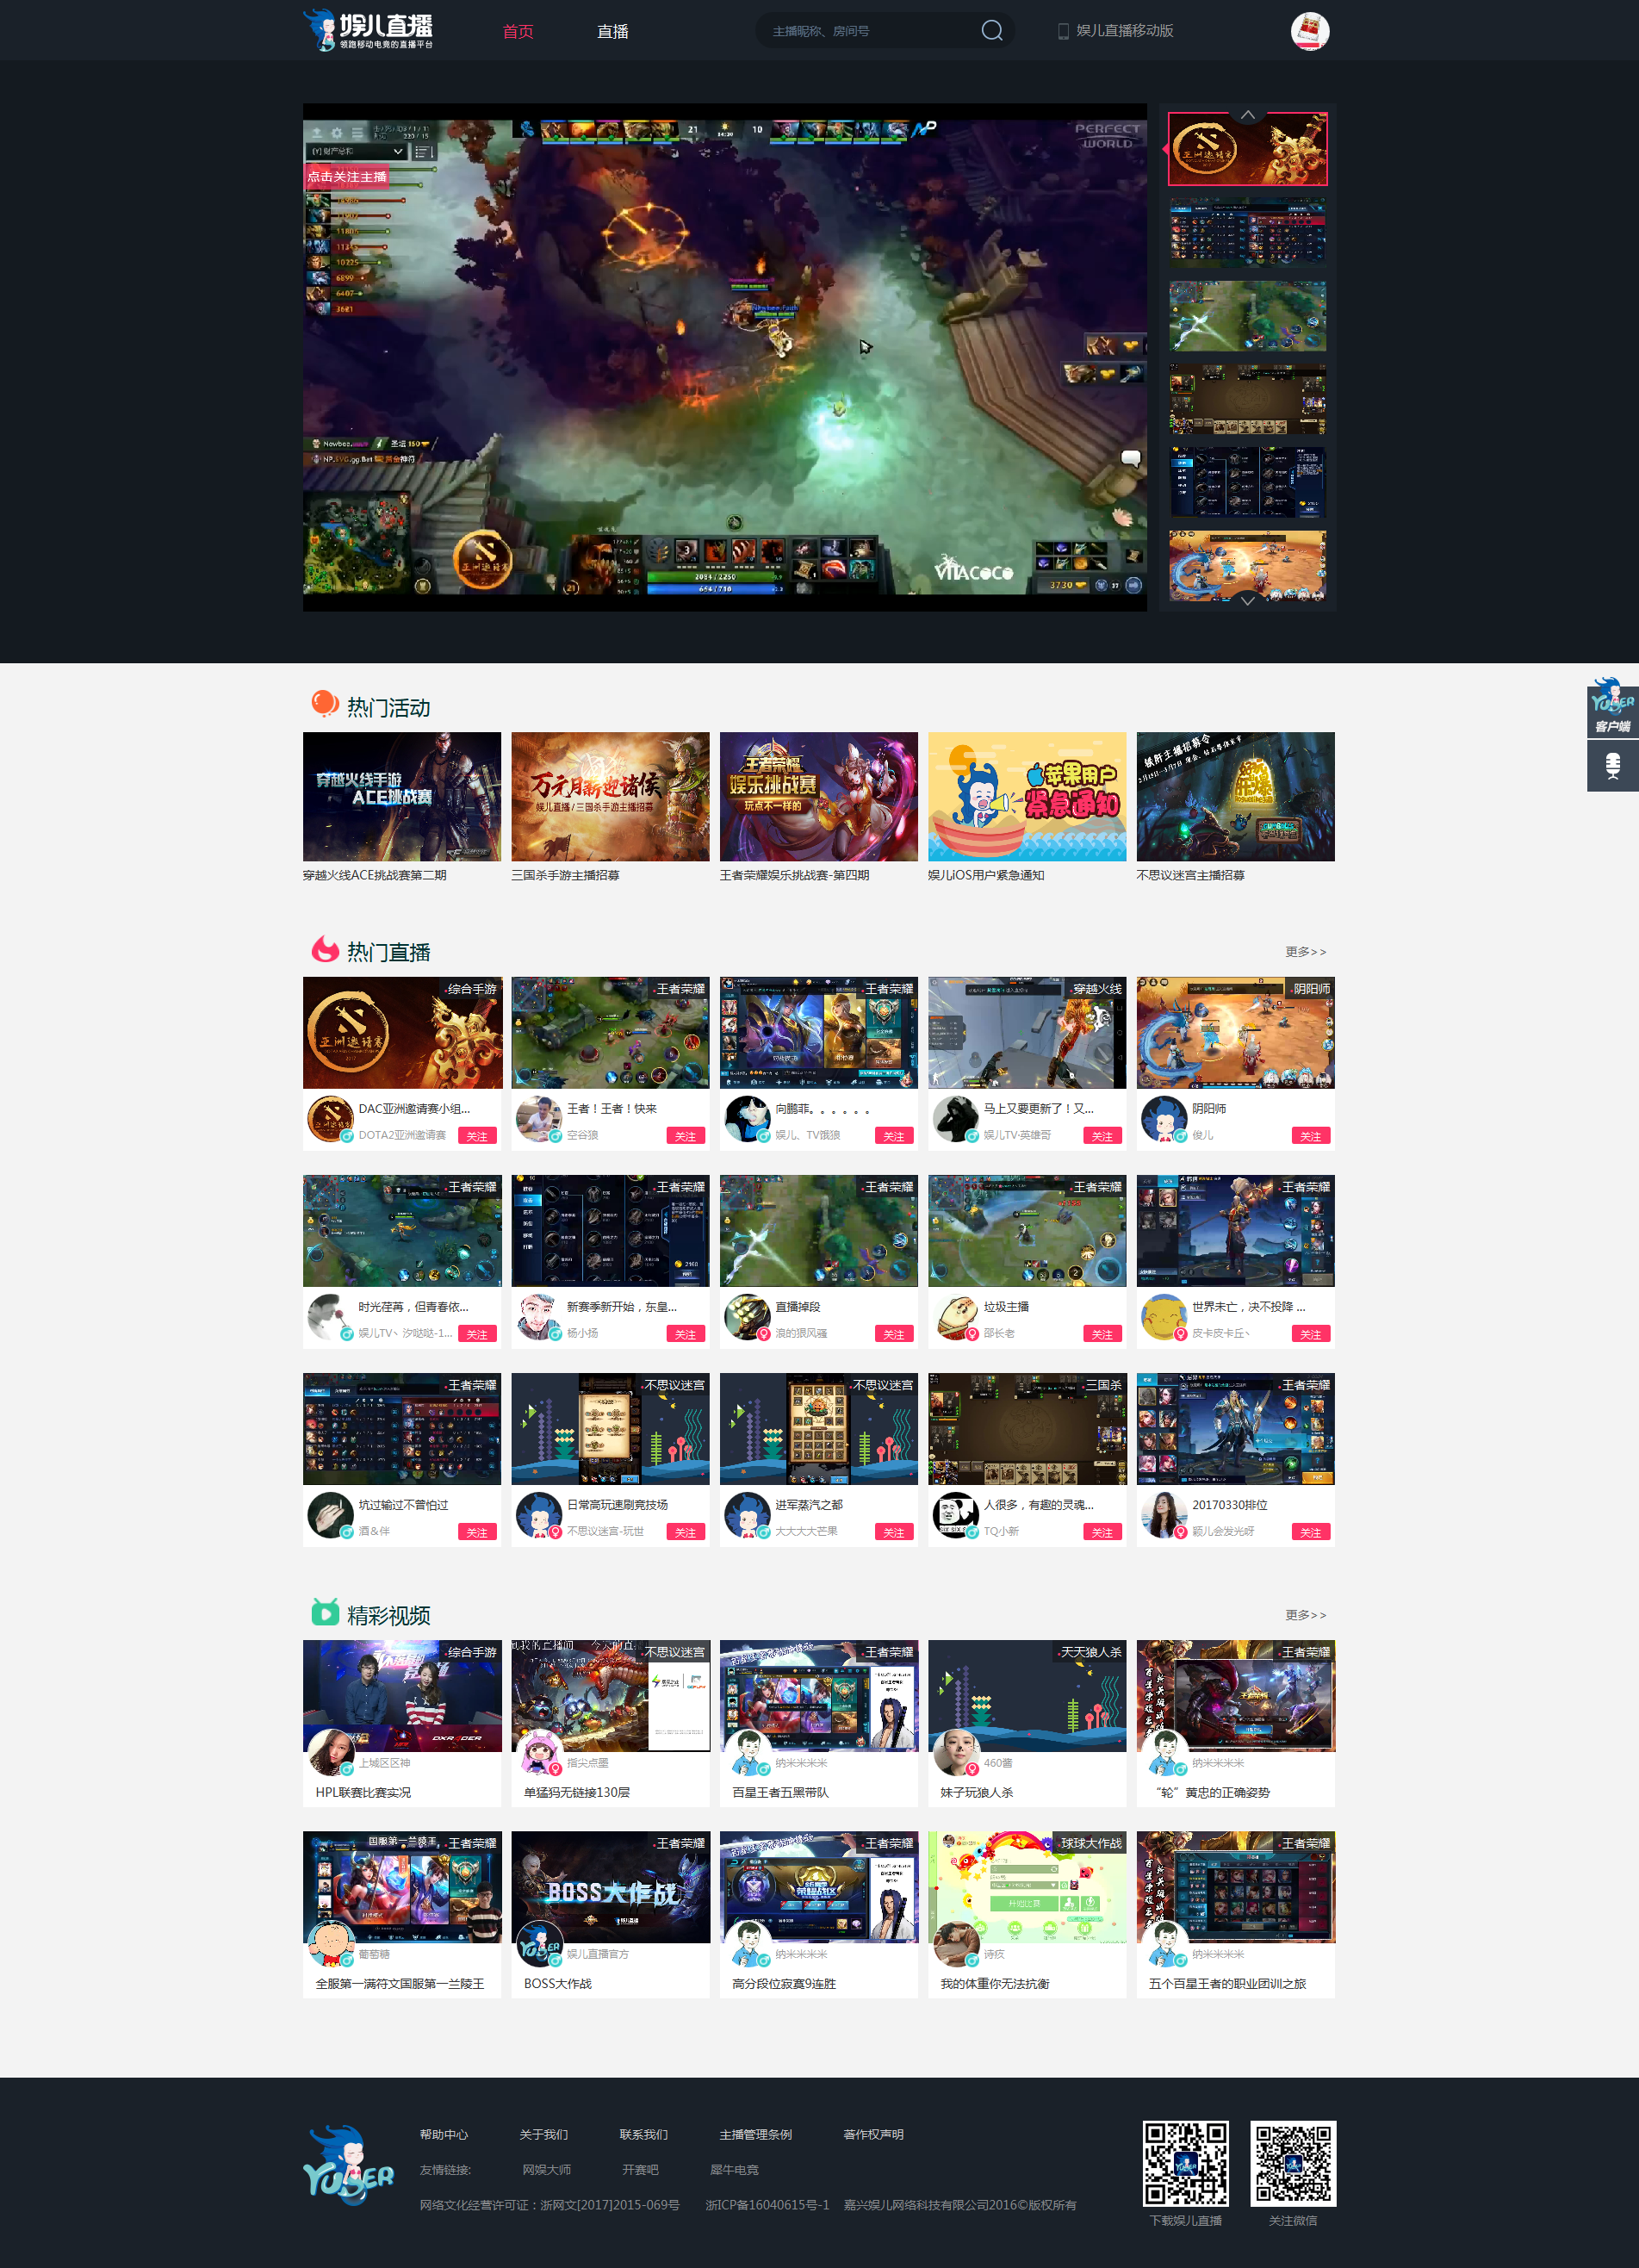 娱儿直播
领跑移动电竞的直播平台
首页
直播
主播昵称、房间号
娱儿直播移动版
PERFECT WORLD
点击关注主播
21
14:30
10
2084/2250
654/710
3730
亚洲邀请赛
VITACOCO
亚洲邀请赛
YUER
客户端
热门活动
穿越火线手游
ACE挑战赛
万元月薪迎诸侯
娱儿直播/三国杀手游主播招募
王者荣耀
娱乐挑战赛
玩点不一样的
苹果用户
紧急通知
铁肝主播招募令
穿越火线ACE挑战赛第二期
三国杀手游主播招募
王者荣耀娱乐挑战赛-第四期
娱儿iOS用户紧急通知
不思议迷宫主播招募
热门直播
更多>>
综合手游
亚洲邀请赛
王者荣耀
王者荣耀
穿越火线
阴阳师
DAC亚洲邀请赛小组...
DOTA2亚洲邀请赛
关注
王者！王者！快来
空谷狼
关注
向鹏菲。。。。。。
娱儿、TV饿狼
关注
马上又要更新了！又...
娱儿TV·英雄哥
关注
阴阳师
俊儿
关注
王者荣耀
王者荣耀
王者荣耀
王者荣耀
王者荣耀
时光荏苒，但青春依...
娱儿TV丶汐哒哒-1...
关注
新赛季新开始，东皇...
杨小扬
关注
直播掉段
浪的狠风骚
关注
垃圾主播
邵长老
关注
世界未亡，决不投降 ...
皮卡皮卡丘丶
关注
王者荣耀
不思议迷宫
不思议迷宫
三国杀
王者荣耀
坑过输过不曾怕过
酒＆伴
关注
日常高玩速刷竞技场
不思议迷宫-玩世
关注
进军蒸汽之都
大大大大芒果
关注
人很多，有趣的灵魂...
TQ小新
关注
20170330排位
颖儿会发光呀
关注
精彩视频
更多>>
综合手游
不思议迷宫
王者荣耀
天天狼人杀
王者荣耀
上城区区神
HPL联赛比赛实况
指尖点墨
单猛犸无链接130层
纳米米米米
百星王者五黑带队
460酱
妹子玩狼人杀
纳米米米米
“轮”黄忠的正确姿势
国服第一兰陵王
王者荣耀
王者荣耀
BOSS大作战
王者荣耀
球球大作战
开始比赛
王者荣耀
葡萄糖
全服第一满符文国服第一兰陵王
娱儿直播官方
BOSS大作战
纳米米米米
高分段位寂寞9连胜
诗疚
我的体重你无法抗衡
纳米米米米
五个百星王者的职业团训之旅
YUER
帮助中心
关于我们
联系我们
主播管理条例
著作权声明
友情链接:
网娱大师
开赛吧
犀牛电竞
网络文化经营许可证：浙网文[2017]2015-069号
浙ICP备16040615号-1
嘉兴娱儿网络科技有限公司2016©版权所有
下载娱儿直播
关注微信